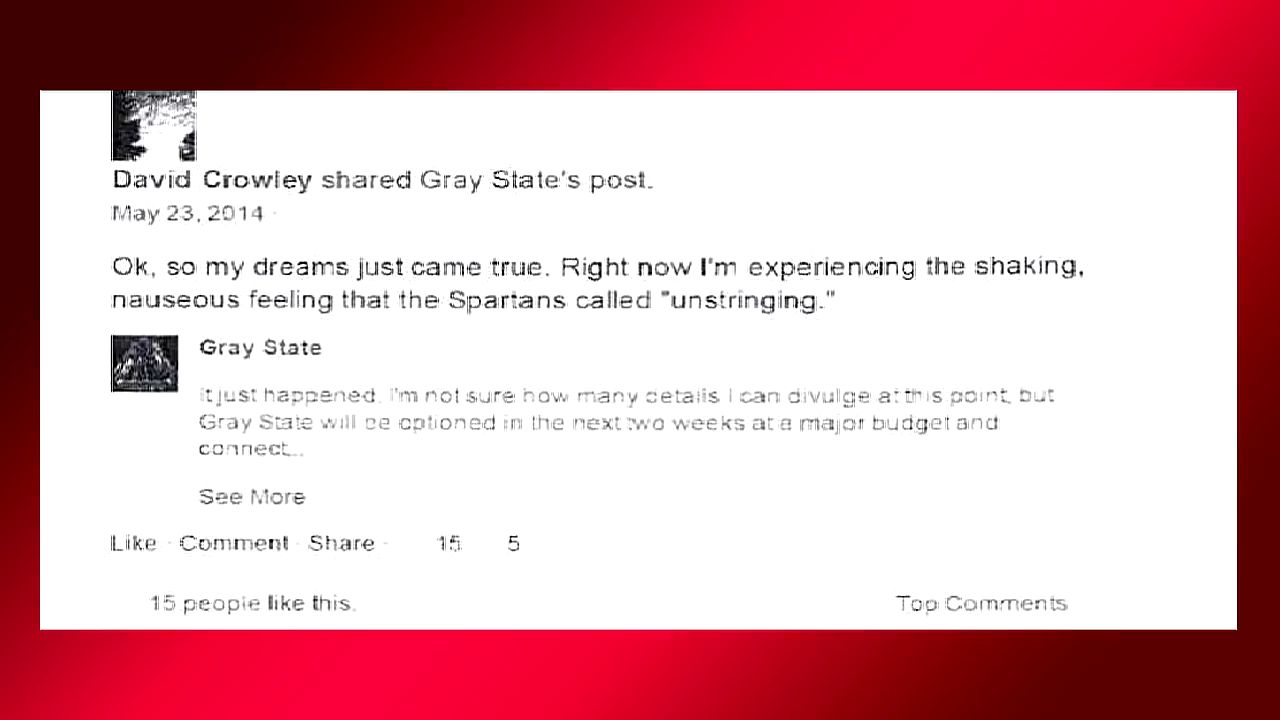 David Crowley shared Gray State's post.
May 23, 2014 ·
Ok, so my dreams just came true. Right now I'm experiencing the shaking,
nauseous feeling that the Spartans called "unstringing."
Gray State
It just happened. I'm not sure how many details I can divulge at this point, but
Gray State will be optioned in the next two weeks at a major budget and
connect...
See More
Like · Comment · Share · 15 5
15 people like this. Top Comments